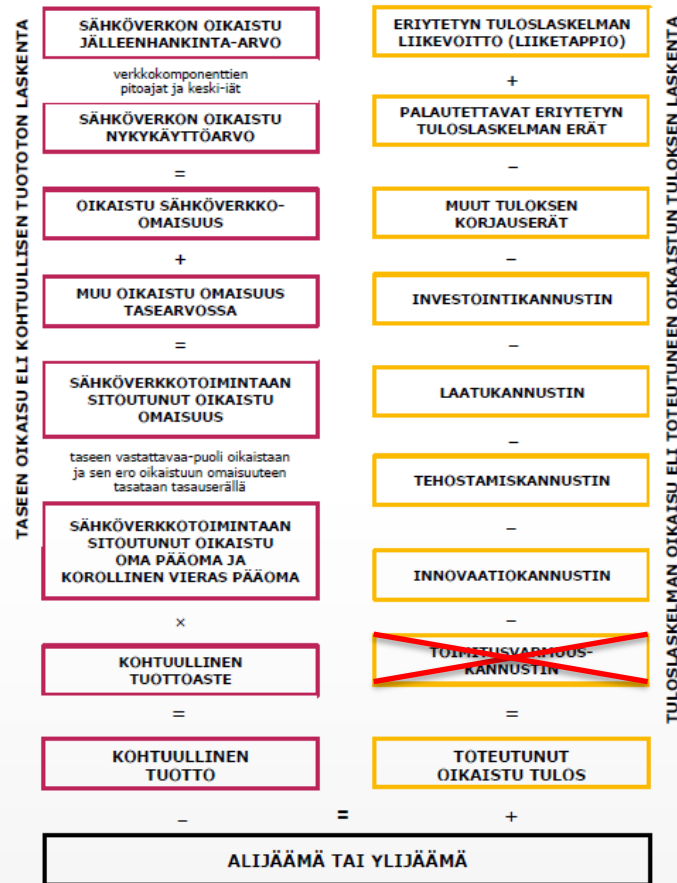 TASEEN OIKAISU ELI KOHTUULLISEN TUOTOTON LASKENTA
SÄHKÖVERKON OIKAISTU
JÄLLEENHANKINTA-ARVO
verkkokomponenttien
pitoajat ja keski-iät
SÄHKÖVERKON OIKAISTU
NYKYKÄYTTÖARVO
=
OIKAISTU SÄHKÖVERKKO-
OMAISUUS
+
MUU OIKAISTU OMAISUUS
TASEARVOSSA
=
SÄHKÖVERKKOTOIMINTAAN
SITOUTUNUT OIKAISTU
OMAISUUS
taseen vastattavaa-puoli oikaistaan
ja sen ero oikaistuun omaisuuteen
tasataan tasauserällä
SÄHKÖVERKKOTOIMINTAAN
SITOUTUNUT OIKAISTU
OMA PÄÄOMA JA
KOROLLINEN VIERAS PÄÄOMA
×
KOHTUULLINEN
TUOTTOASTE
=
KOHTUULLINEN
TUOTTO
–
ERIYTETYN TULOSLASKELMAN
LIIKEVOITTO (LIIKETAPPIO)
+
PALAUTETTAVAT ERIYTETYN
TULOSLASKELMAN ERÄT
–
MUUT TULOKSEN
KORJAUSERÄT
–
INVESTOINTIKANNUSTIN
–
LAATUKANNUSTIN
–
TEHOSTAMISKANNUSTIN
–
INNOVAATIOKANNUSTIN
–
TOIMITUSVARMUUS-
KANNUSTIN
=
TOTEUTUNUT
OIKAISTU TULOS
+
TULOSLASKELMAN OIKAISU ELI TOTEUTUNEEN OIKAISTUN TULOKSEN LASKENTA
=
ALIJÄÄMÄ TAI YLIJÄÄMÄ